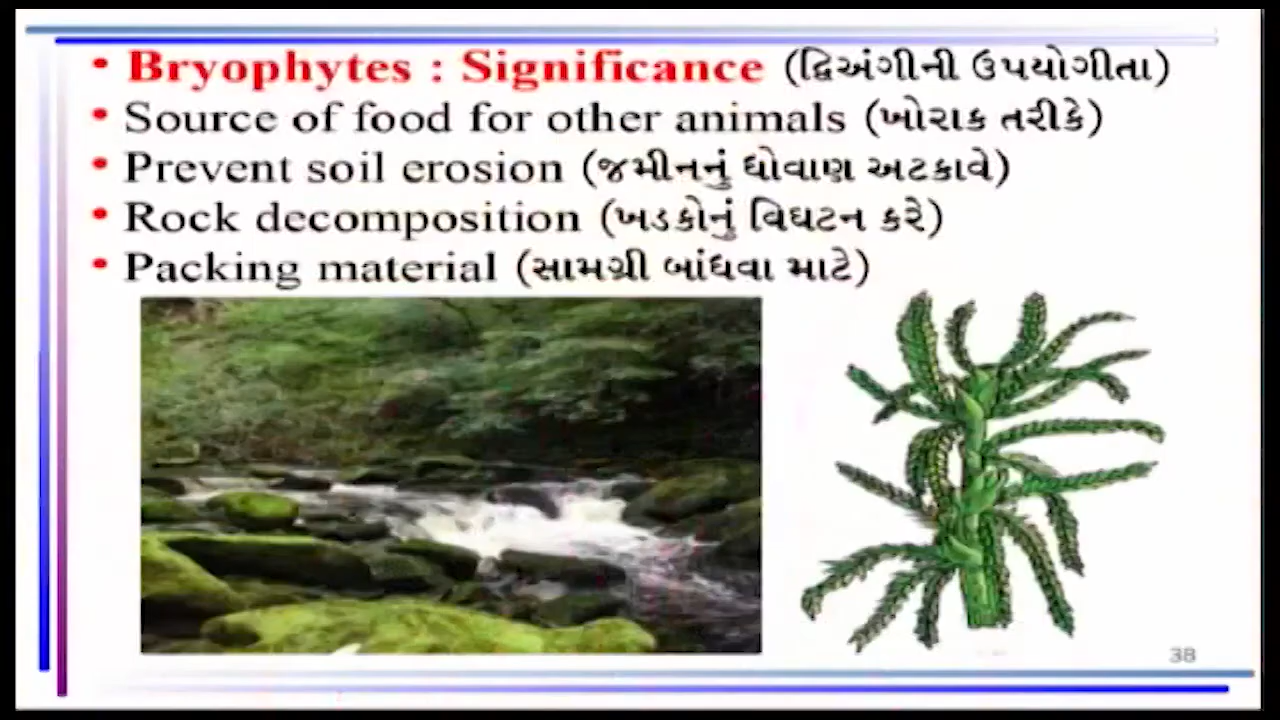 • Bryophytes : Significance (દ્વિઅંગીની ઉપયોગીતા)
• Source of food for other animals (ખોરાક તરીકે)
• Prevent soil erosion (જમીનનું ધોવાણ અટકાવે)
• Rock decomposition (ખડકોનું વિઘટન કરે)
• Packing material (સામગ્રી બાંધવા માટે)
38